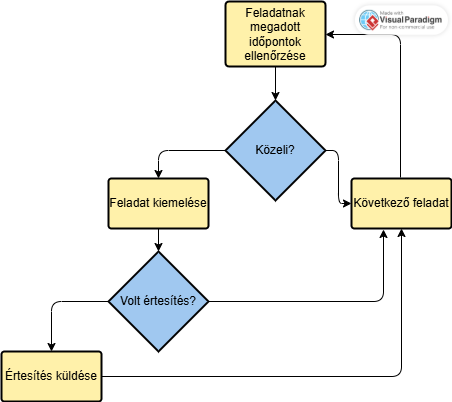 Feladatnak
megadott
időpontok
ellenőrzése
Made with
Visual Paradigm
For non-commercial use
Közeli?
Feladat kiemelése
Következő feladat
Volt értesítés?
Értesítés küldése